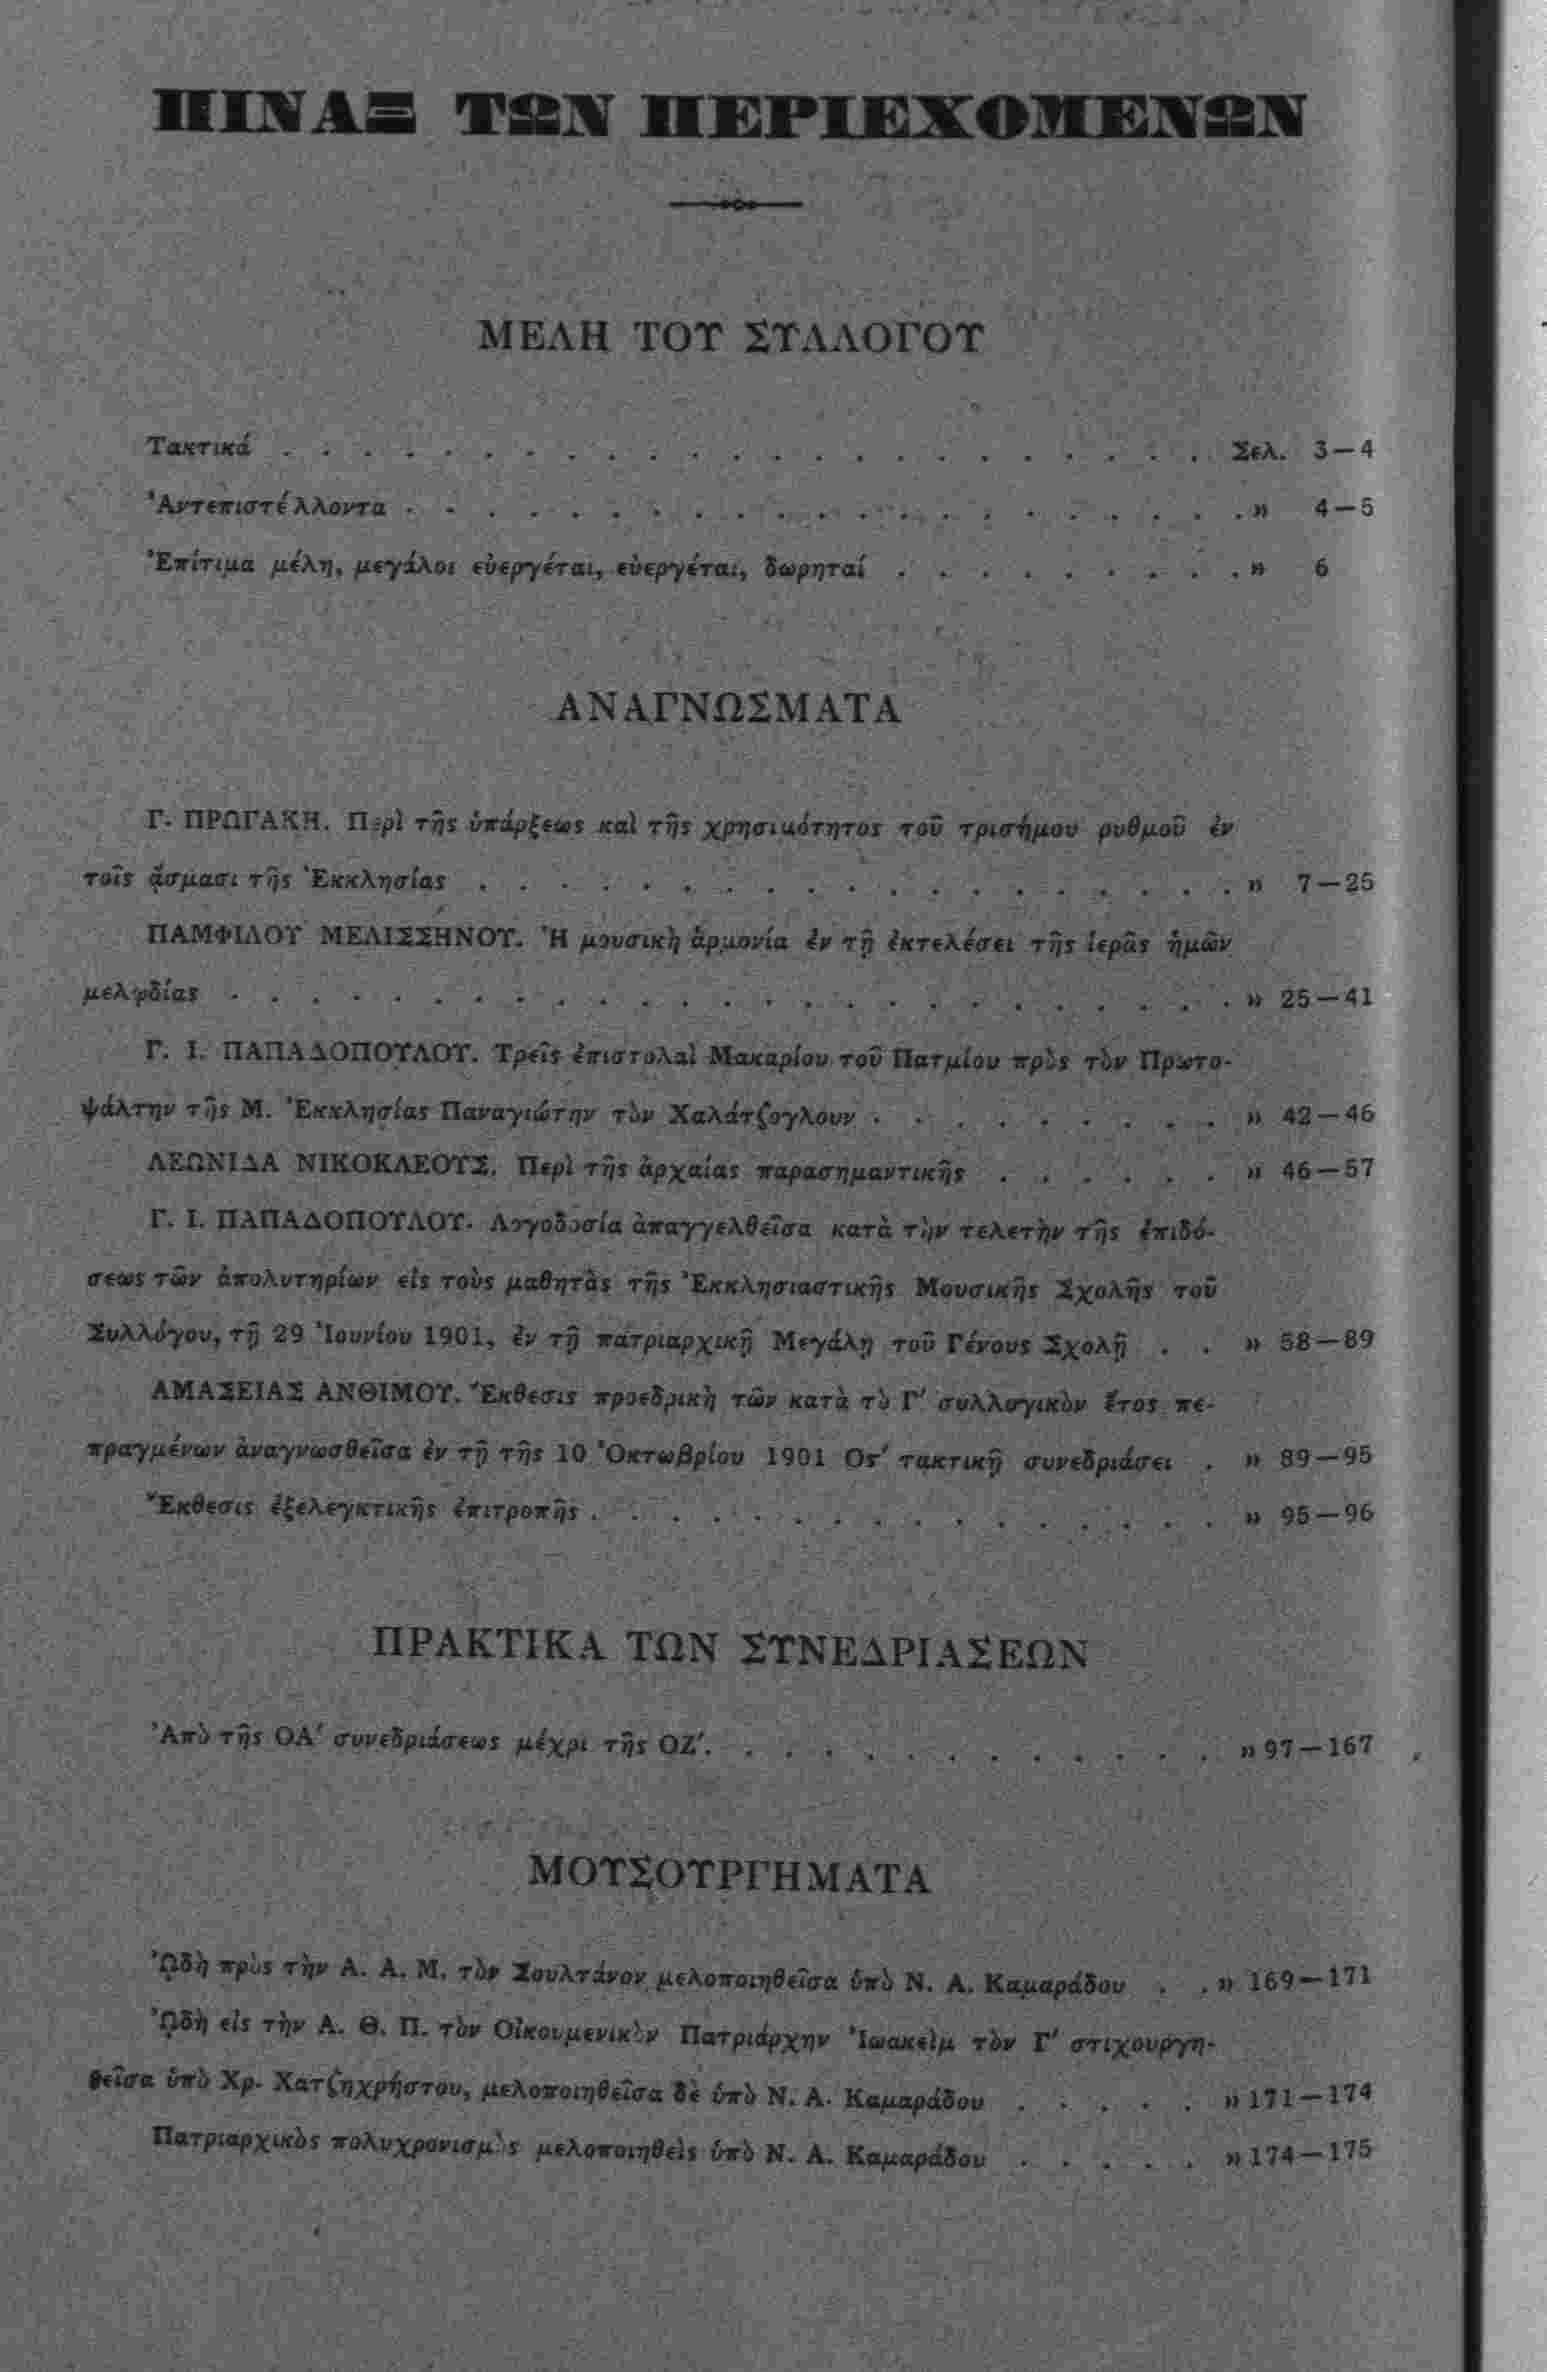 ΠΙΝΑΞ ΤΩΝ ΠΕΡΙΕΧΟΜΕΝΩΝ
ΜΕΛΗ ΤΟΥ ΣΥΛΛΟΓΟΥ
Τακτικά . . . . . . . . . . . . . . . . . . . . . . . Σελ. 3—4
Ἀντεπιστέλλοντα . . . . . . . . . . . . . . . . . . . . . » 4—5
Ἐπίτιμα μέλη, μεγάλοι εὐεργέται, εὐεργέται, δωρηταί . . . . . . . . . » 6
ΑΝΑΓΝΩΣΜΑΤΑ
Γ. ΠΡΩΓΑΚΗ. Περὶ τῆς ὑπάρξεως καὶ τῆς χρησιμότητος τοῦ τρισήμου ρυθμοῦ ἐν
τοῖς ᾄσμασι τῆς Ἐκκλησίας . . . . . . . . . . . . . . . . . . . » 7—25
ΠΑΜΦΙΛΟΥ ΜΕΛΙΣΣΗΝΟΥ. Ἡ μουσικὴ ἁρμονία ἐν τῇ ἐκτελέσει τῆς ἱερᾶς ἡμῶν
μελῳδίας . . . . . . . . . . . . . . . . . . . . . . . . . » 25—41
Γ. Ι. ΠΑΠΑΔΟΠΟΥΛΟΥ. Τρεῖς ἐπιστολαὶ Μακαρίου τοῦ Πατμίου πρὸς τὸν Πρωτο-
ψάλτην τῆς Μ. Ἐκκλησίας Παναγιώτην τὸν Χαλάτζογλουν . . . . . . . . . » 42—46
ΛΕΩΝΙΔΑ ΝΙΚΟΚΛΕΟΥΣ. Περὶ τῆς ἀρχαίας παρασημαντικῆς . . . . . . » 46—57
Γ. Ι. ΠΑΠΑΔΟΠΟΥΛΟΥ. Λογοδοσία ἀπαγγελθεῖσα κατὰ τὴν τελετὴν τῆς ἐπιδό-
σεως τῶν ἀπολυτηρίων εἰς τοὺς μαθητὰς τῆς Ἐκκλησιαστικῆς Μουσικῆς Σχολῆς τοῦ
Συλλόγου, τῇ 29 Ἰουνίου 1901, ἐν τῇ πατριαρχικῇ Μεγάλῃ τοῦ Γένους Σχολῇ . . » 58—89
ΑΜΑΣΕΙΑΣ ΑΝΘΙΜΟΥ. Ἔκθεσις προεδρικὴ τῶν κατὰ τὸ Γ' συλλογικὸν ἔτος πε-
πραγμένων ἀναγνωσθεῖσα ἐν τῇ τῆς 10 Ὀκτωβρίου 1901 Ος' τακτικῇ συνεδριάσει . » 89—95
Ἔκθεσις ἐξελεγκτικῆς ἐπιτροπῆς . . . . . . . . . . . . . . . . » 95—96
ΠΡΑΚΤΙΚΑ ΤΩΝ ΣΥΝΕΔΡΙΑΣΕΩΝ
Ἀπὸ τῆς ΟΑ' συνεδριάσεως μέχρι τῆς ΟΖ'. . . . . . . . . . . . . » 97—167
ΜΟΥΣΟΥΡΓΗΜΑΤΑ
ᾨδὴ πρὸς τὴν Α. Α. Μ. τὸν Σουλτάνον μελοποιηθεῖσα ὑπὸ Ν. Α. Καμαράδου . . » 169—171
ᾨδὴ εἰς τὴν Α. Θ. Π. τὸν Οἰκουμενικὸν Πατριάρχην Ἰωακεὶμ τὸν Γ' στιχουργη-
θεῖσα ὑπὸ Χρ. Χατζηχρήστου, μελοποιηθεῖσα δὲ ὑπὸ Ν. Α. Καμαράδου . . . . . » 171—174
Πατριαρχικὸς πολυχρονισμὸς μελοποιηθεὶς ὑπὸ Ν. Α. Καμαράδου . . . . . » 174—175